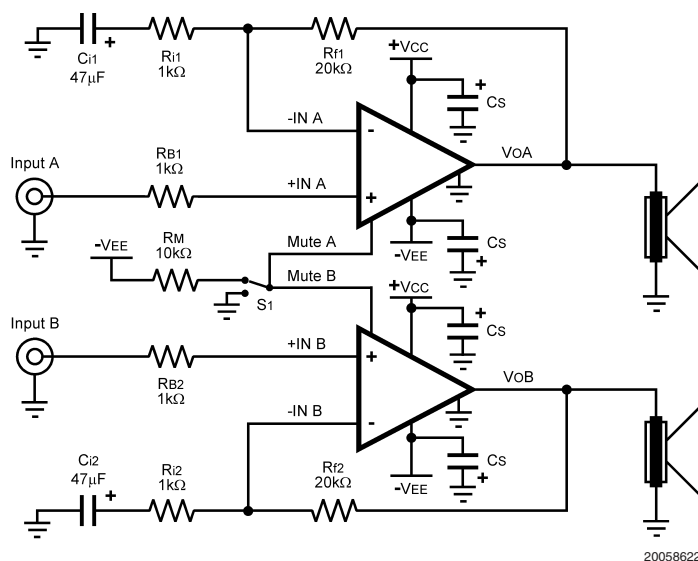 Ci1
47μF
Ri1
1kΩ
Rf1
20kΩ
+VCC
CS
-IN A
-
Input A
RB1
1kΩ
+IN A
+
VOA
-VEE
RM
10kΩ
Mute A
Mute B
S1
-VEE
CS
+
+VCC
+
CS
Input B
RB2
1kΩ
+IN B
+
-IN B
-
VOB
Ci2
47μF
+
Ri2
1kΩ
Rf2
20kΩ
-VEE
CS
+
+
+
20058622